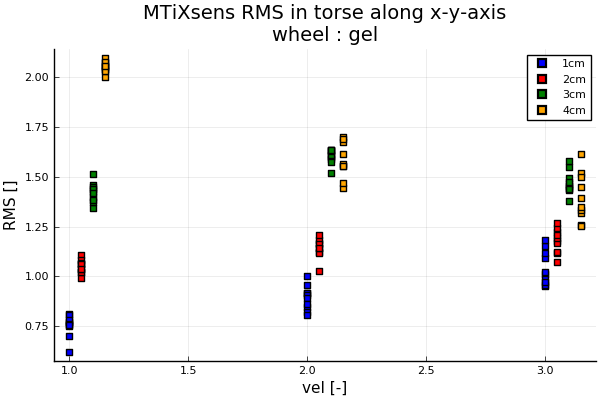 MTiXsens RMS in torse along x-y-axis
wheel : gel
RMS []
2.00
1.75
1.50
1.25
1.00
0.75
1cm
2cm
3cm
4cm
1.0
1.5
2.0
2.5
3.0
vel [-]